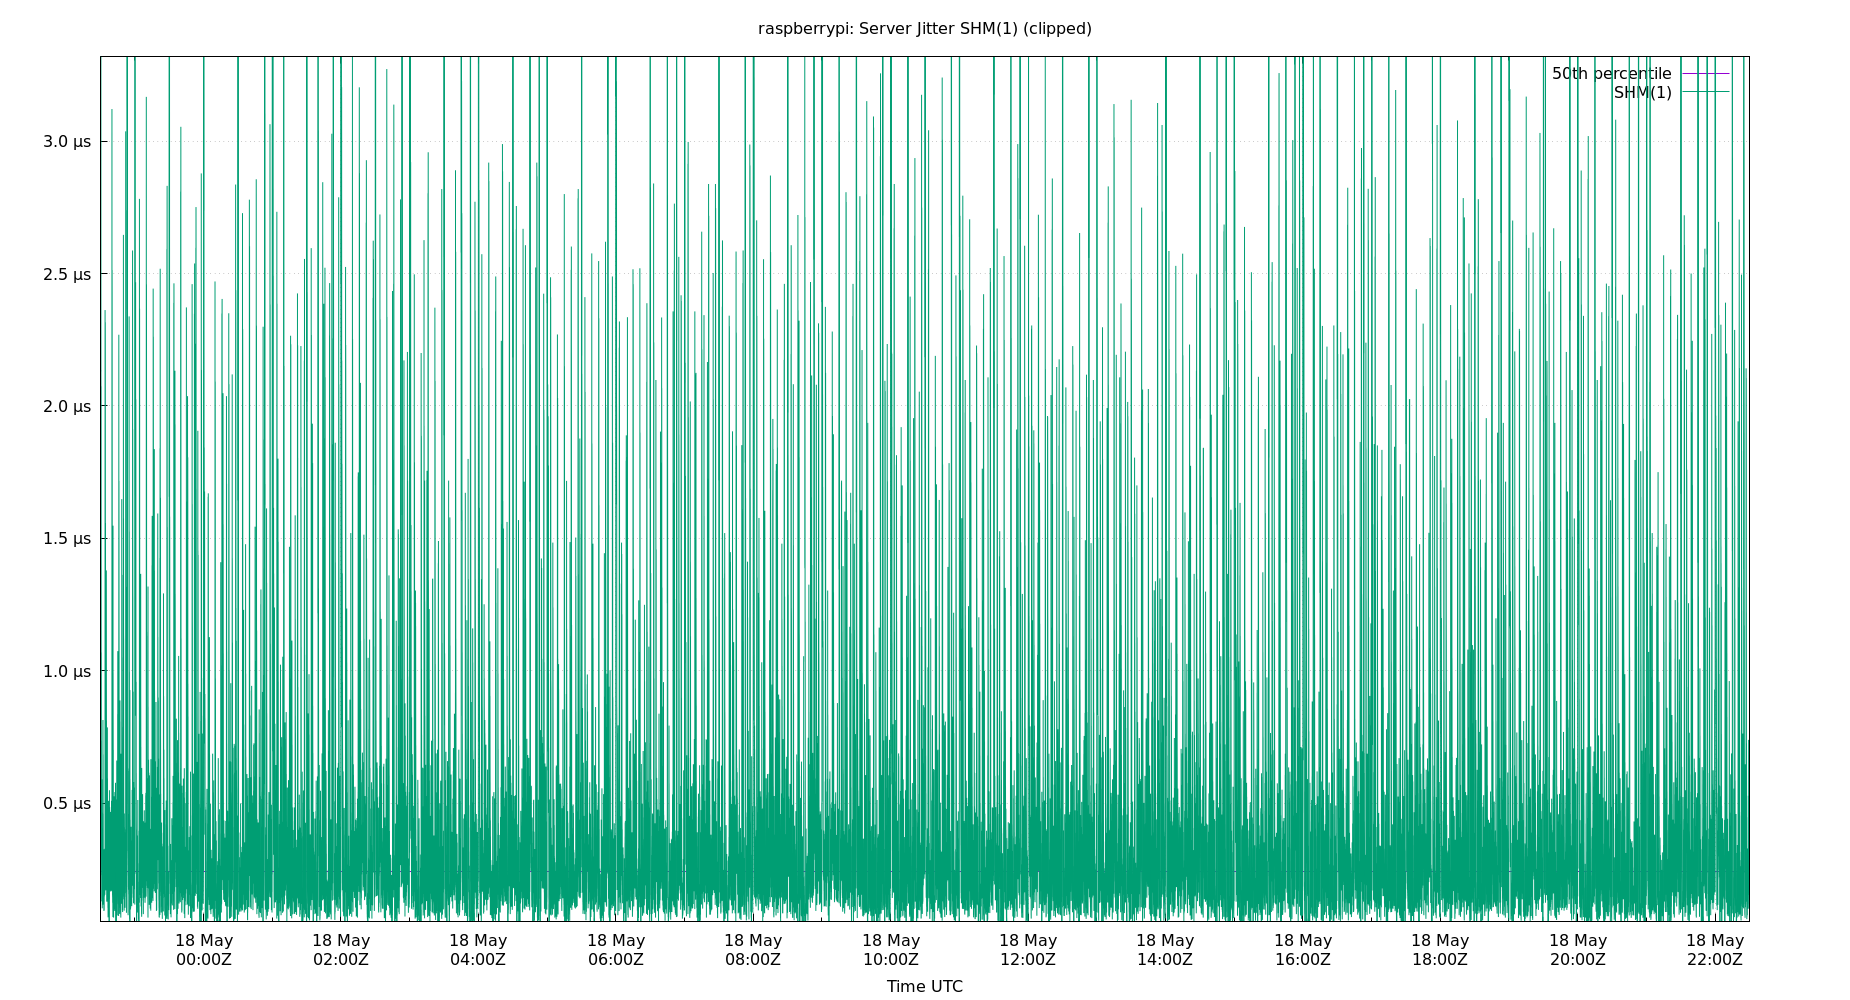 raspberrypi: Server Jitter SHM(1) (clipped)
50th percentile
SHM(1)
3.0 µs
2.5 µs
2.0 µs
1.5 µs
1.0 µs
0.5 µs
18 May 18 May 18 May 18 May 18 May 18 May 18 May 18 May 18 May 18 May 18 May 18 May
00:00Z 02:00Z 04:00Z 06:00Z 08:00Z 10:00Z 12:00Z 14:00Z 16:00Z 18:00Z 20:00Z 22:00Z
Time UTC